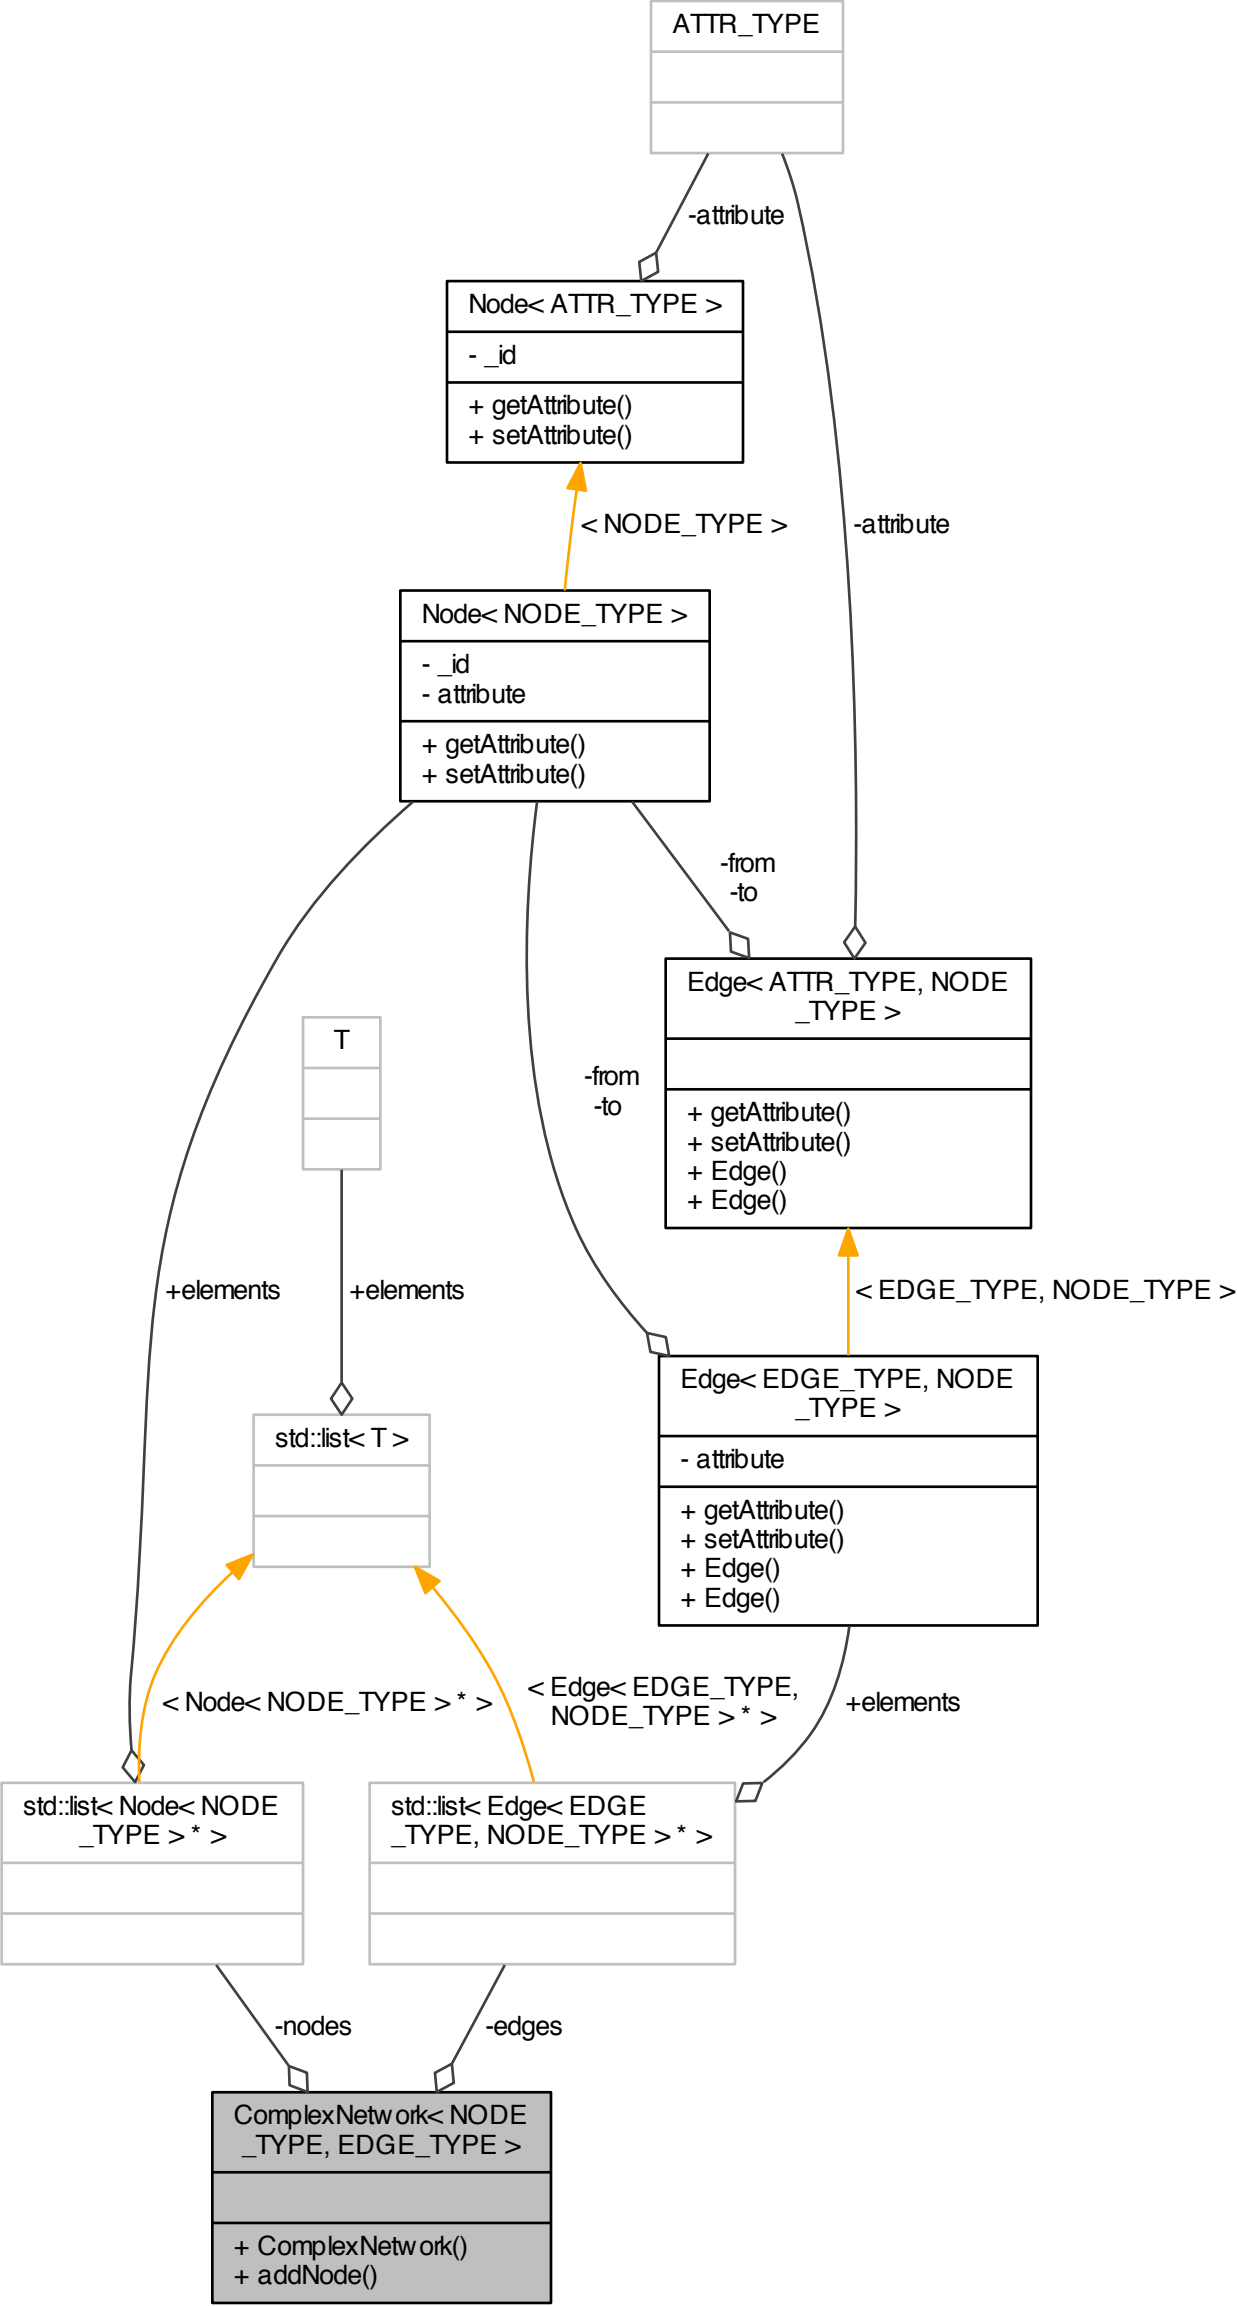 ATTR_TYPE
-attribute
Node< ATTR_TYPE >
- _id
+ getAttribute()
+ setAttribute()
< NODE_TYPE >
-attribute
Node< NODE_TYPE >
- _id
- attribute
+ getAttribute()
+ setAttribute()
-from
-to
Edge< ATTR_TYPE, NODE
_TYPE >
+ getAttribute()
+ setAttribute()
+ Edge()
+ Edge()
T
-from
-to
+elements
+elements
< EDGE_TYPE, NODE_TYPE >
Edge< EDGE_TYPE, NODE
_TYPE >
- attribute
+ getAttribute()
+ setAttribute()
+ Edge()
+ Edge()
std::list< T >
< Node< NODE_TYPE > * >
< Edge< EDGE_TYPE,
NODE_TYPE > * >
+elements
std::list< Node< NODE
_TYPE > * >
std::list< Edge< EDGE
_TYPE, NODE_TYPE > * >
-nodes
-edges
ComplexNetwork< NODE
_TYPE, EDGE_TYPE >
+ ComplexNetwork()
+ addNode()